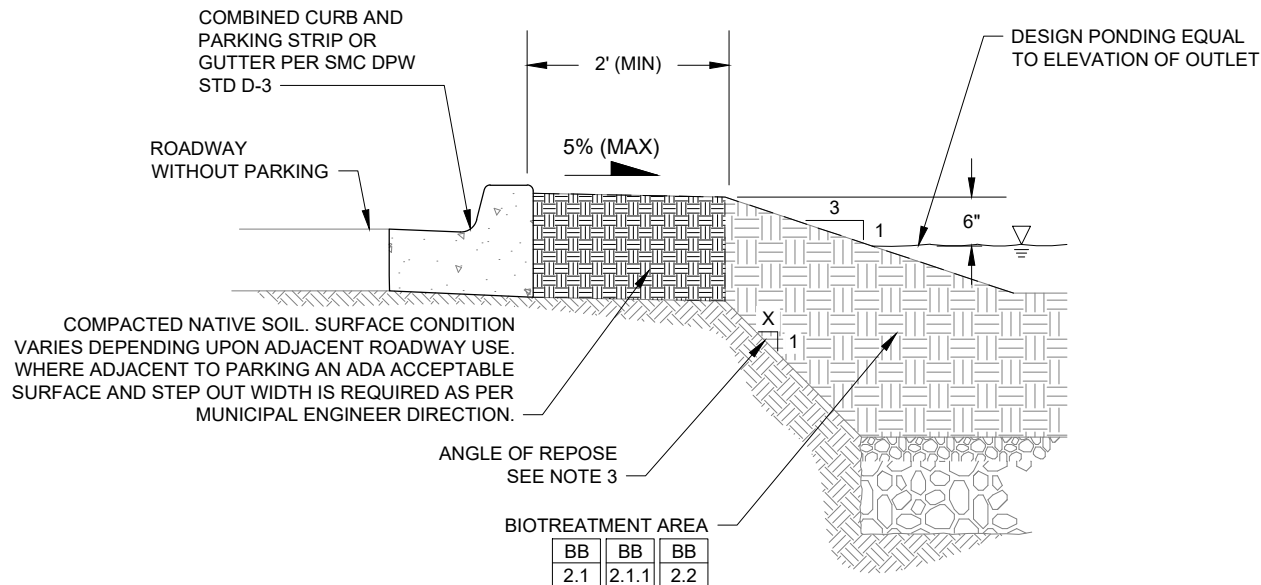 COMBINED CURB AND
PARKING STRIP OR
GUTTER PER SMC DPW
STD D-3
2' (MIN)
DESIGN PONDING EQUAL
TO ELEVATION OF OUTLET
ROADWAY
WITHOUT PARKING
5% (MAX)
3
1
6"
COMPACTED NATIVE SOIL. SURFACE CONDITION
VARIES DEPENDING UPON ADJACENT ROADWAY USE.
WHERE ADJACENT TO PARKING AN ADA ACCEPTABLE
SURFACE AND STEP OUT WIDTH IS REQUIRED AS PER
MUNICIPAL ENGINEER DIRECTION.
X
1
ANGLE OF REPOSE
SEE NOTE 3
BIOTREATMENT AREA
BB BB BB
2.1 2.1.1 2.2